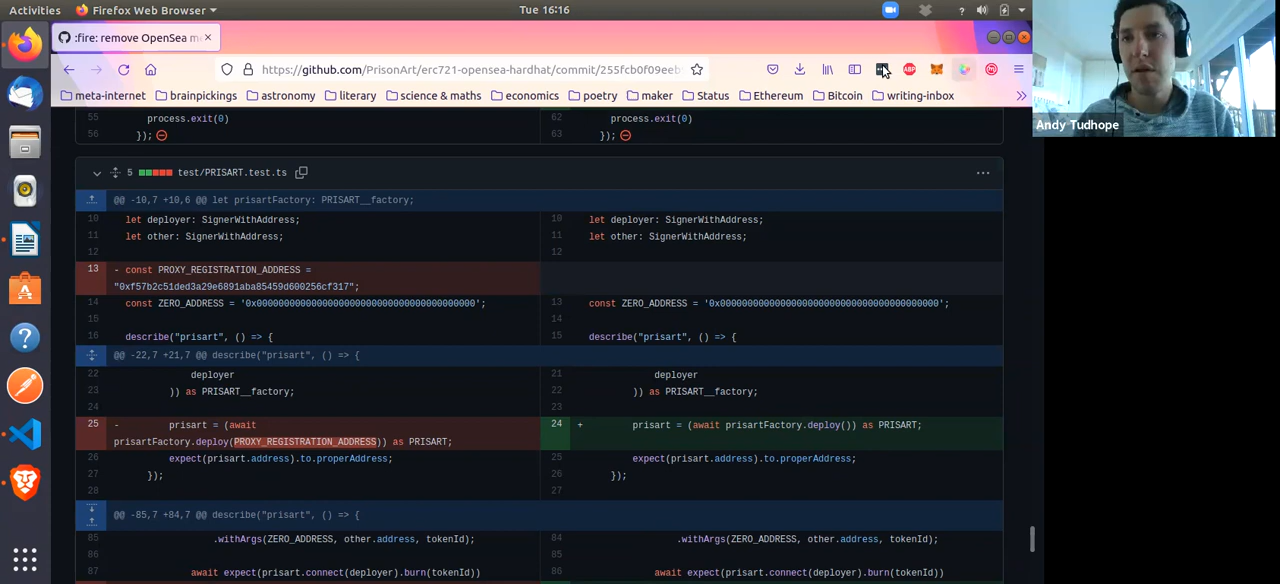 Activities
Firefox Web Browser
Tue 16:16
:fire: remove OpenSea m
https://github.com/PrisonArt/erc721-opensea-hardhat/commit/255fcb0f09eeb
ABP
meta-internet
brainpickings
astronomy
literary
science & maths
economics
poetry
maker
Status
Ethereum
Bitcoin
writing-inbox
Andy Tudhope
55 process.exit(0) 62 process.exit(0)
56 }); 63 });
5 test/PRISART.test.ts
@@ -10,7 +10,6 @@ let prisartFactory: PRISART__factory;
10 let deployer: SignerWithAddress; 10 let deployer: SignerWithAddress;
11 let other: SignerWithAddress; 11 let other: SignerWithAddress;
12 12
13 - const PROXY_REGISTRATION_ADDRESS =
"0xf57b2c51ded3a29e6891aba85459d600256cf317";
14 const ZERO_ADDRESS = '0x0000000000000000000000000000000000000000'; 13 const ZERO_ADDRESS = '0x0000000000000000000000000000000000000000';
15 14
16 describe("prisart", () => { 15 describe("prisart", () => {
@@ -22,7 +21,7 @@ describe("prisart", () => {
22 deployer 21 deployer
23 )) as PRISART__factory; 22 )) as PRISART__factory;
24 23
25 - prisart = (await 24 + prisart = (await prisartFactory.deploy()) as PRISART;
prisartFactory.deploy(PROXY_REGISTRATION_ADDRESS)) as PRISART;
26 expect(prisart.address).to.properAddress; 25 expect(prisart.address).to.properAddress;
27 }); 26 });
28 27
@@ -85,7 +84,7 @@ describe("prisart", () => {
85 .withArgs(ZERO_ADDRESS, other.address, tokenId); 84 .withArgs(ZERO_ADDRESS, other.address, tokenId);
86 85
87 await expect(prisart.connect(deployer).burn(tokenId)) 86 await expect(prisart.connect(deployer).burn(tokenId))